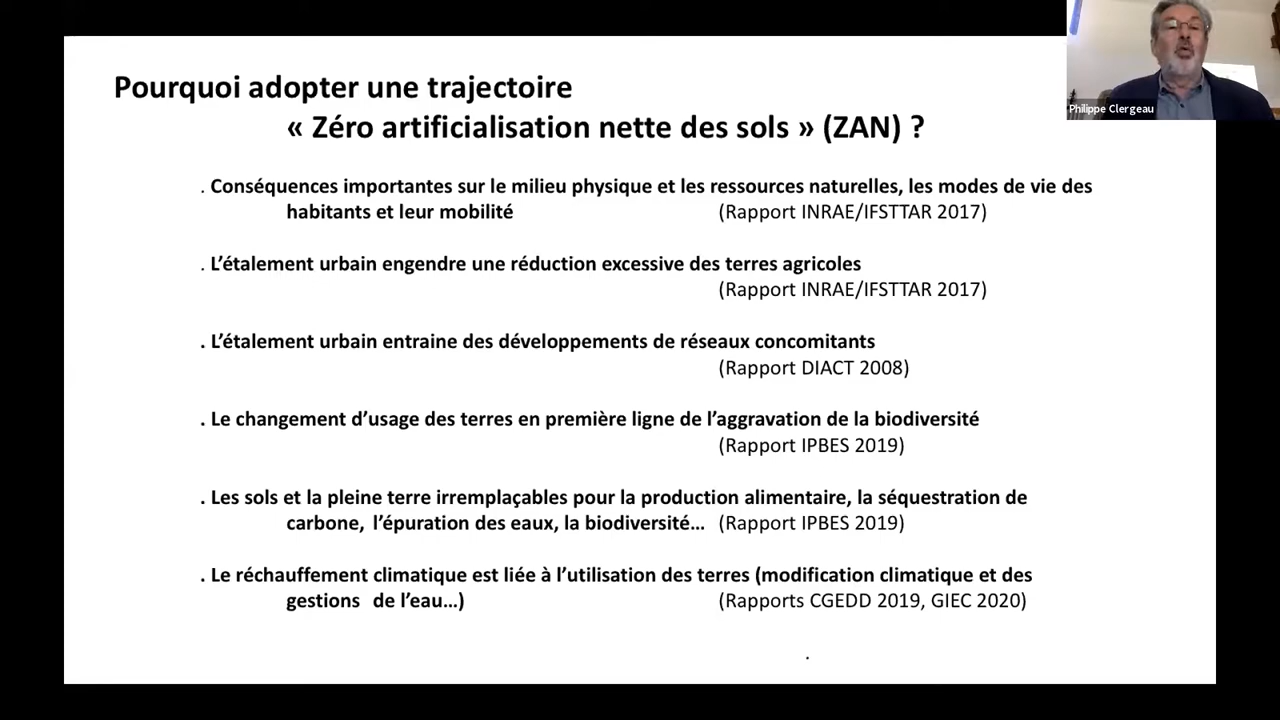 Pourquoi adopter une trajectoire
« Zéro artificialisation nette des sols » (ZAN) ?
Philippe Clergeau
. Conséquences importantes sur le milieu physique et les ressources naturelles, les modes de vie des
habitants et leur mobilité (Rapport INRAE/IFSTTAR 2017)
. L’étalement urbain engendre une réduction excessive des terres agricoles
(Rapport INRAE/IFSTTAR 2017)
. L’étalement urbain entraine des développements de réseaux concomitants
(Rapport DIACT 2008)
. Le changement d’usage des terres en première ligne de l’aggravation de la biodiversité
(Rapport IPBES 2019)
. Les sols et la pleine terre irremplaçables pour la production alimentaire, la séquestration de
carbone, l’épuration des eaux, la biodiversité… (Rapport IPBES 2019)
. Le réchauffement climatique est liée à l’utilisation des terres (modification climatique et des
gestions de l’eau…) (Rapports CGEDD 2019, GIEC 2020)
.